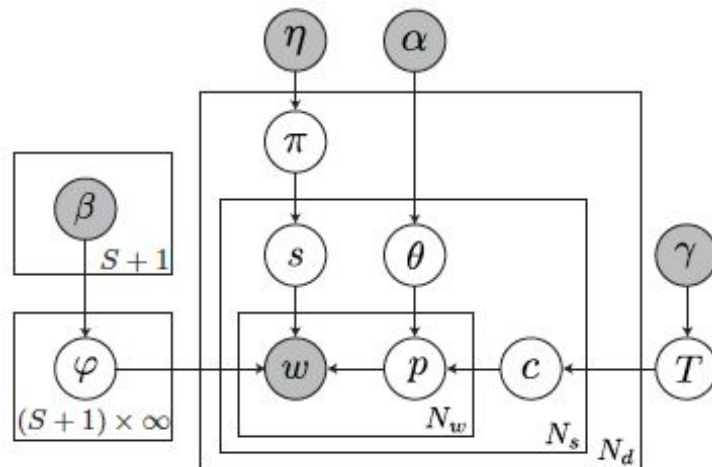 η α
π
β
S + 1
s θ γ
φ w p c T
(S + 1) × ∞
N_w
N_s
N_d